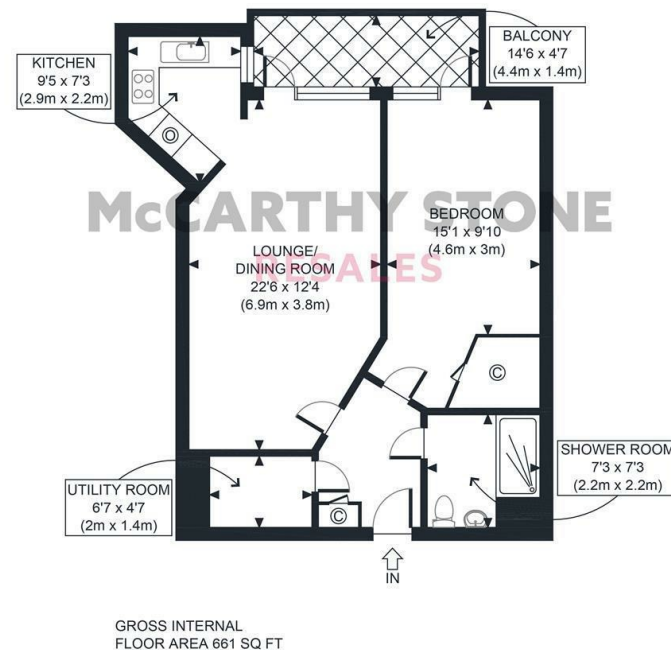 BALCONY
14'6 x 4'7
(4.4m x 1.4m)
KITCHEN
9'5 x 7'3
(2.9m x 2.2m)
McCARTHY STONE
RESALES
BEDROOM
15'1 x 9'10
(4.6m x 3m)
LOUNGE/
DINING ROOM
22'6 x 12'4
(6.9m x 3.8m)
C
C
SHOWER ROOM
7'3 x 7'3
(2.2m x 2.2m)
UTILITY ROOM
6'7 x 4'7
(2m x 1.4m)
C
IN
GROSS INTERNAL
FLOOR AREA 661 SQ FT